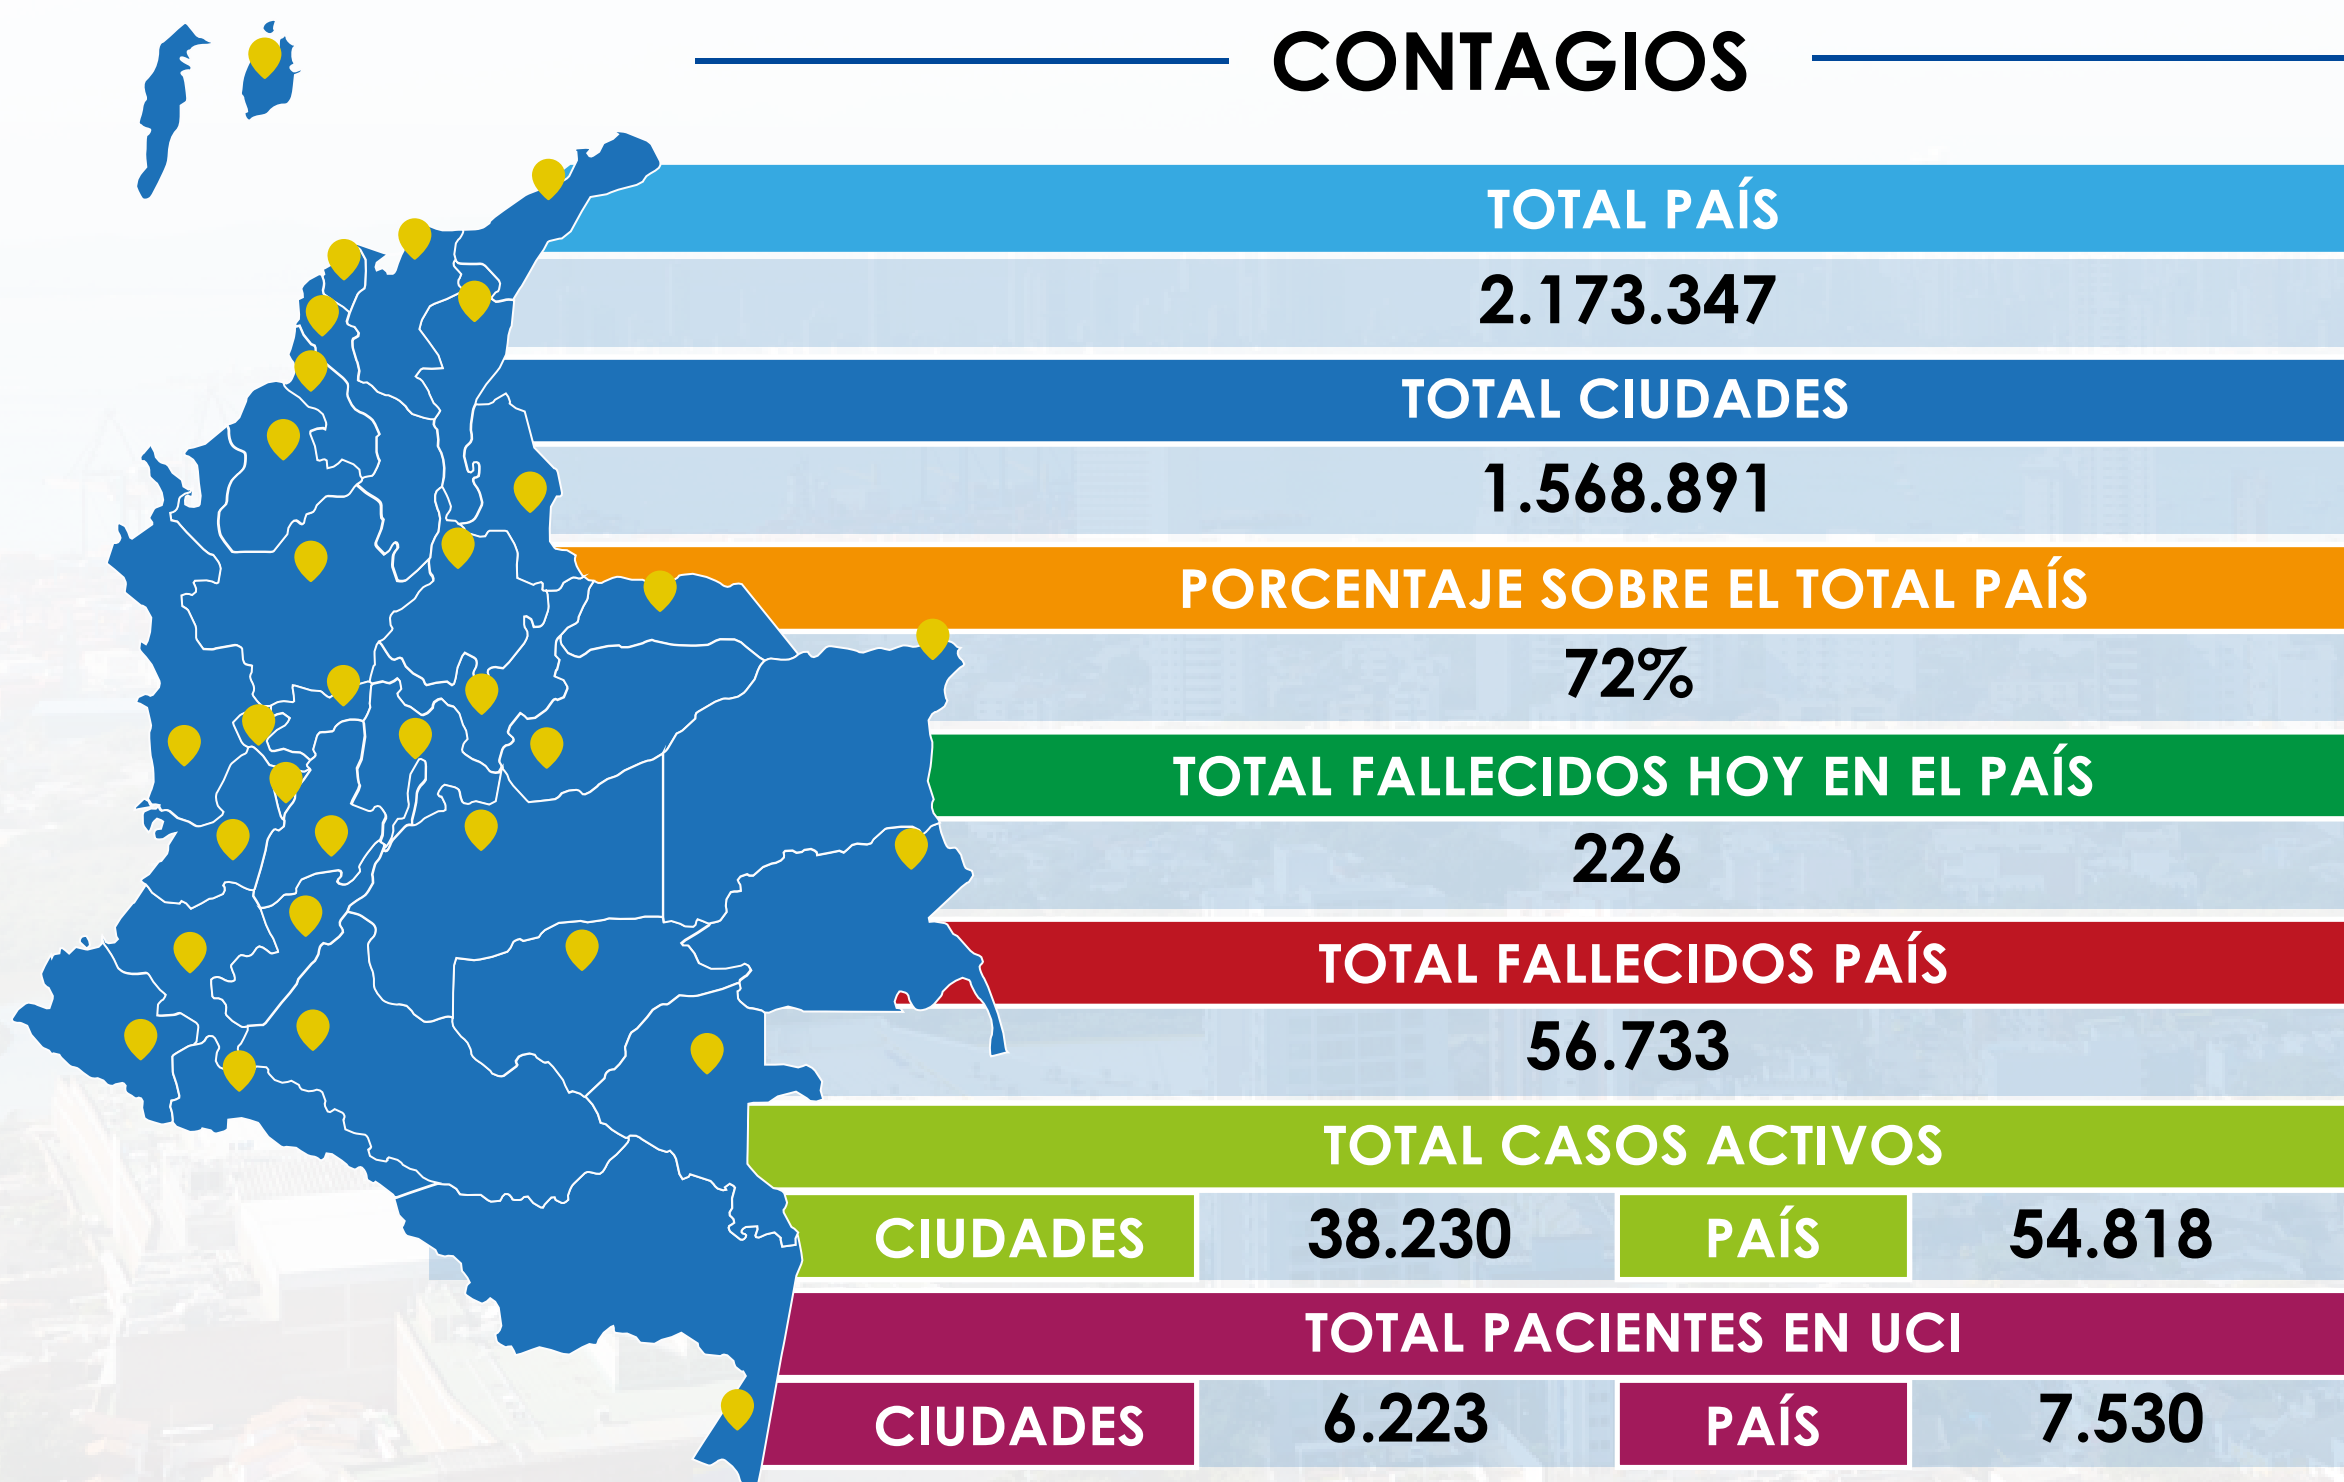 CONTAGIOS
TOTAL PAÍS
2.173.347
TOTAL CIUDADES
1.568.891
PORCENTAJE SOBRE EL TOTAL PAÍS
72%
TOTAL FALLECIDOS HOY EN EL PAÍS
226
TOTAL FALLECIDOS PAÍS
56.733
TOTAL CASOS ACTIVOS
CIUDADES 38.230 PAÍS 54.818
TOTAL PACIENTES EN UCI
CIUDADES 6.223 PAÍS 7.530